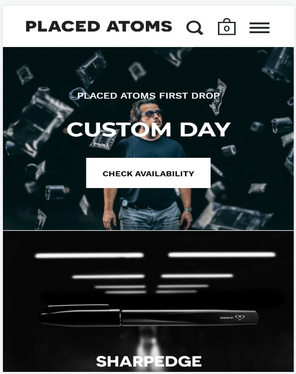 PLACED ATOMS
0
PLACED ATOMS FIRST DROP
CUSTOM DAY
CHECK AVAILABILITY
SHARPEDGE